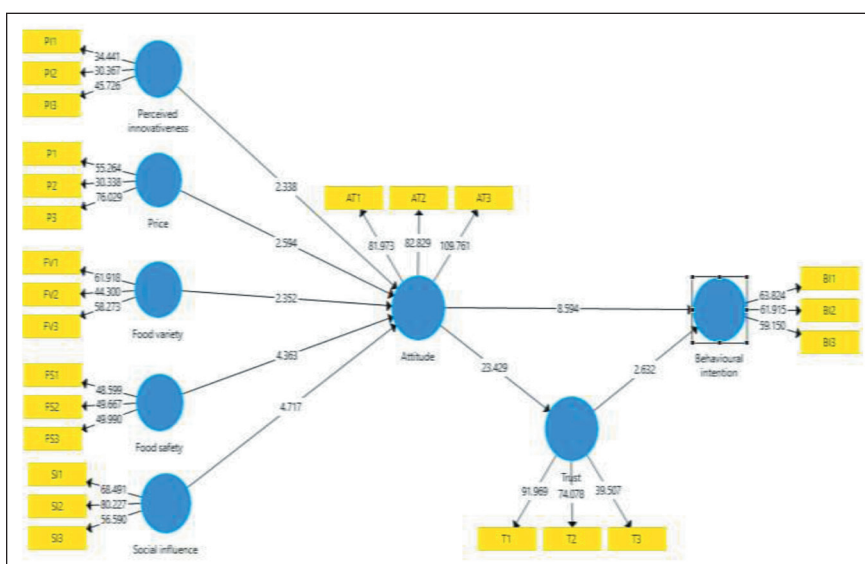 PI1
PI2
PI3
34.441
30.367
45.726
Perceived
innovativeness
P1
P2
P3
55.264
30.338
76.029
Price
FV1
FV2
FV3
61.918
44.300
58.273
Food variety
FS1
FS2
FS3
48.599
49.667
49.990
Food safety
SI1
SI2
SI3
68.491
80.227
56.590
Social influence
2.338
2.594
2.352
4.363
4.717
AT1
AT2
AT3
81.973
82.829
109.761
Attitude
8.594
23.429
2.632
Trust
91.969
74.078
39.507
T1
T2
T3
Behavioural
intention
63.824
61.915
59.150
BI1
BI2
BI3